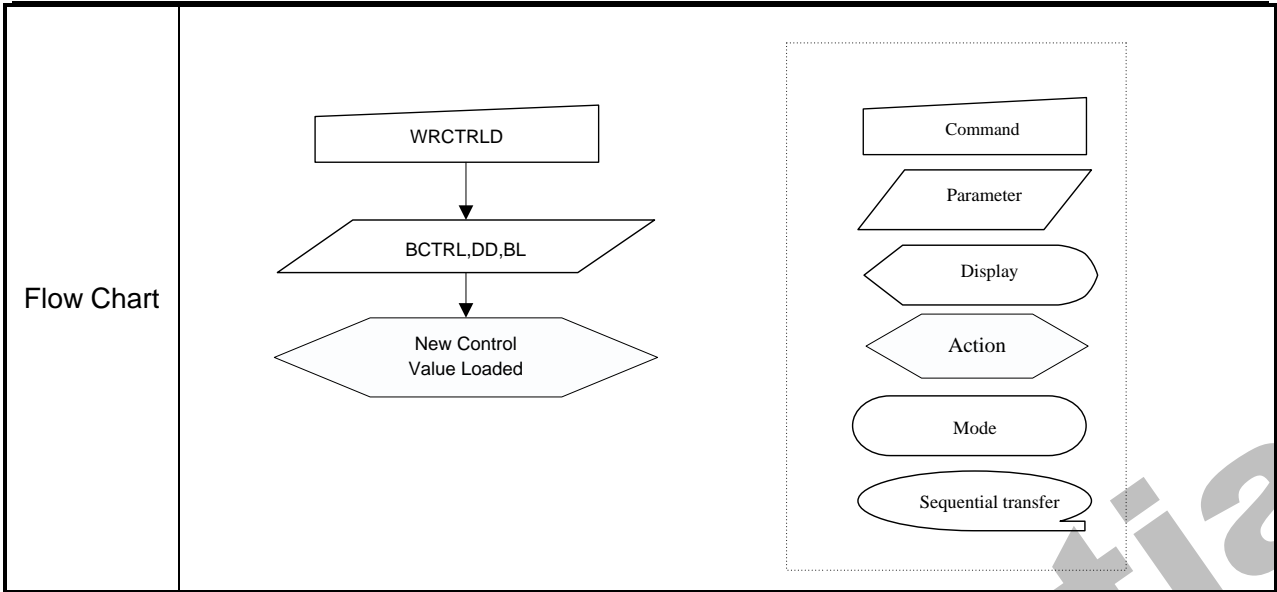 Flow Chart
WRCTRLD
BCTRL,DD,BL
New Control
Value Loaded
Command
Parameter
Display
Action
Mode
Sequential transfer